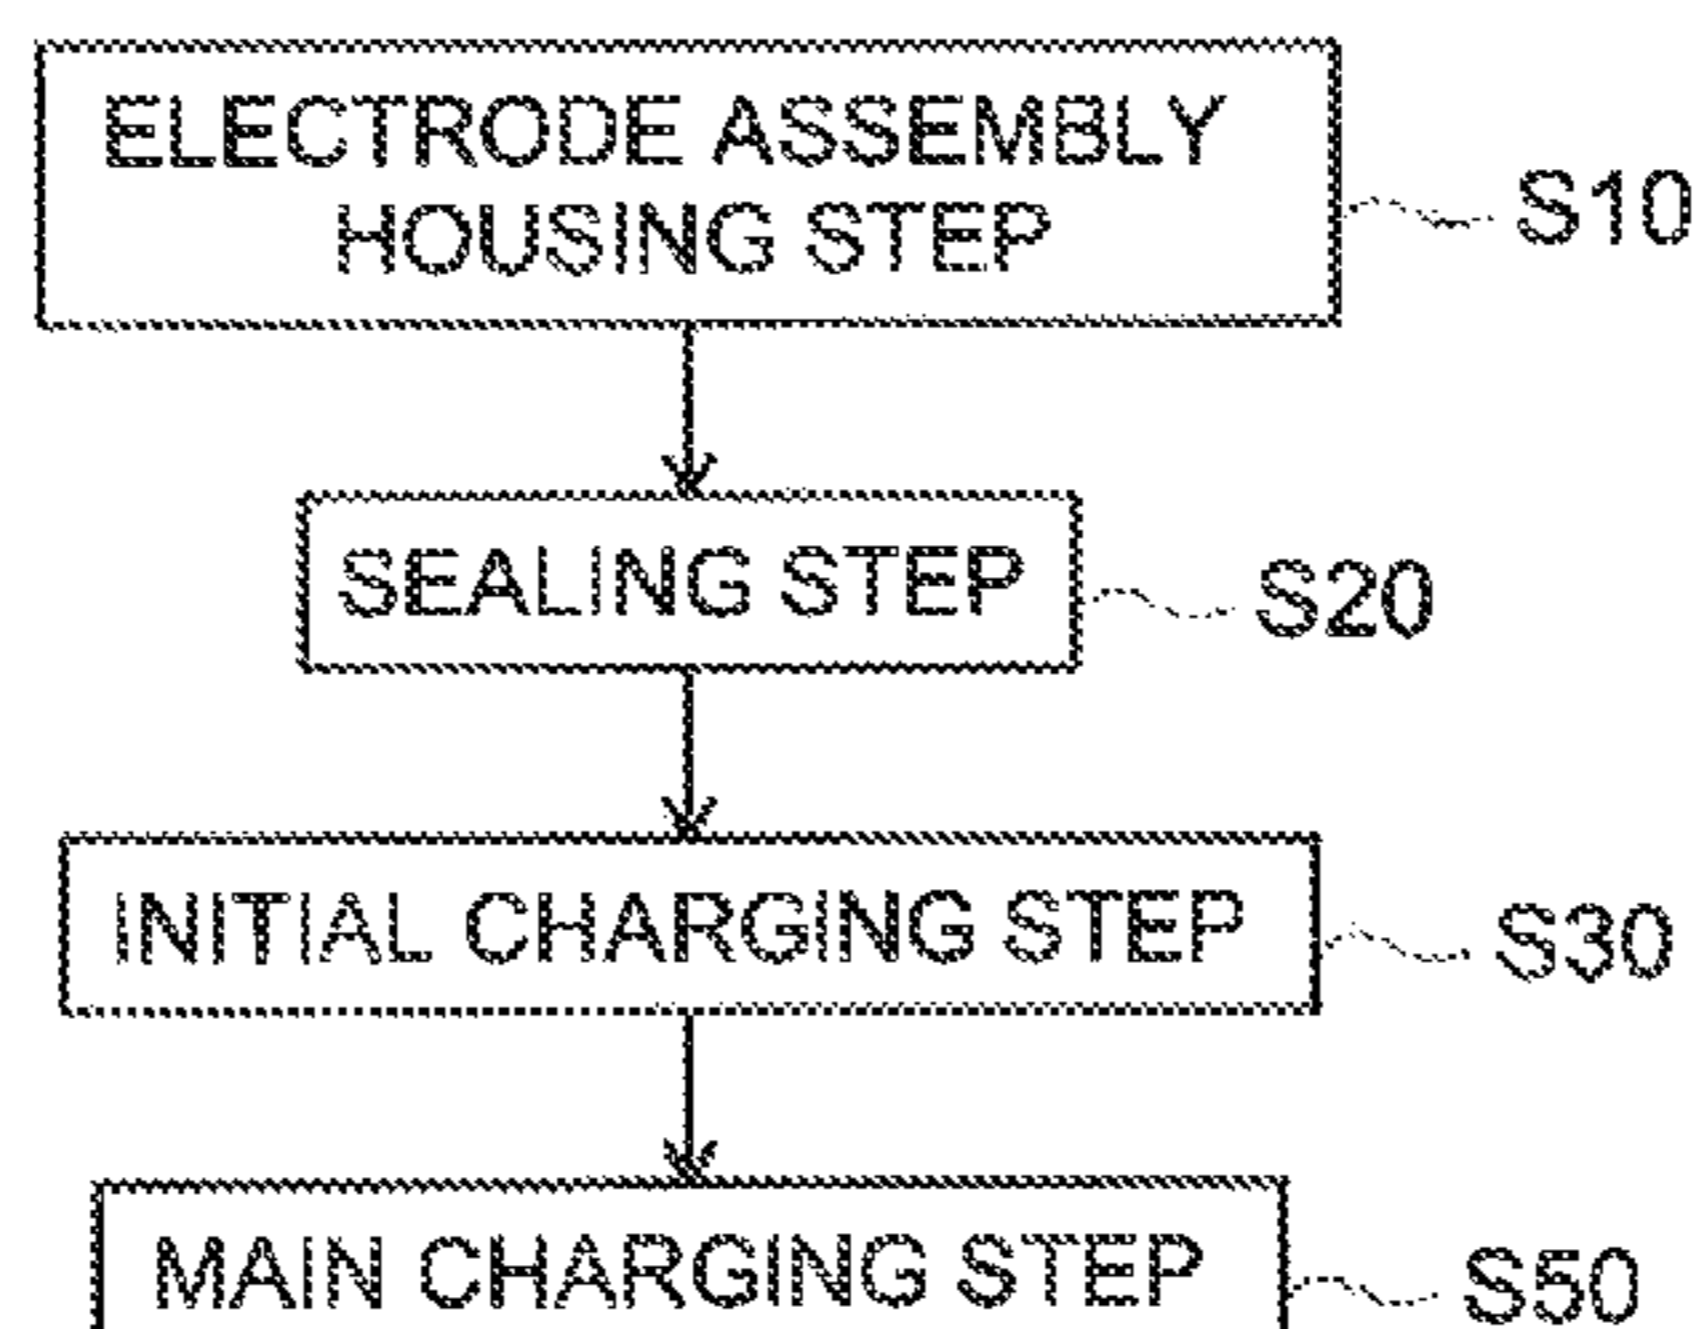 ELECTRODE ASSEMBLY
HOUSING STEP
S10
SEALING STEP
S20
INITIAL CHARGING STEP
S30
MAIN CHARGING STEP
S50